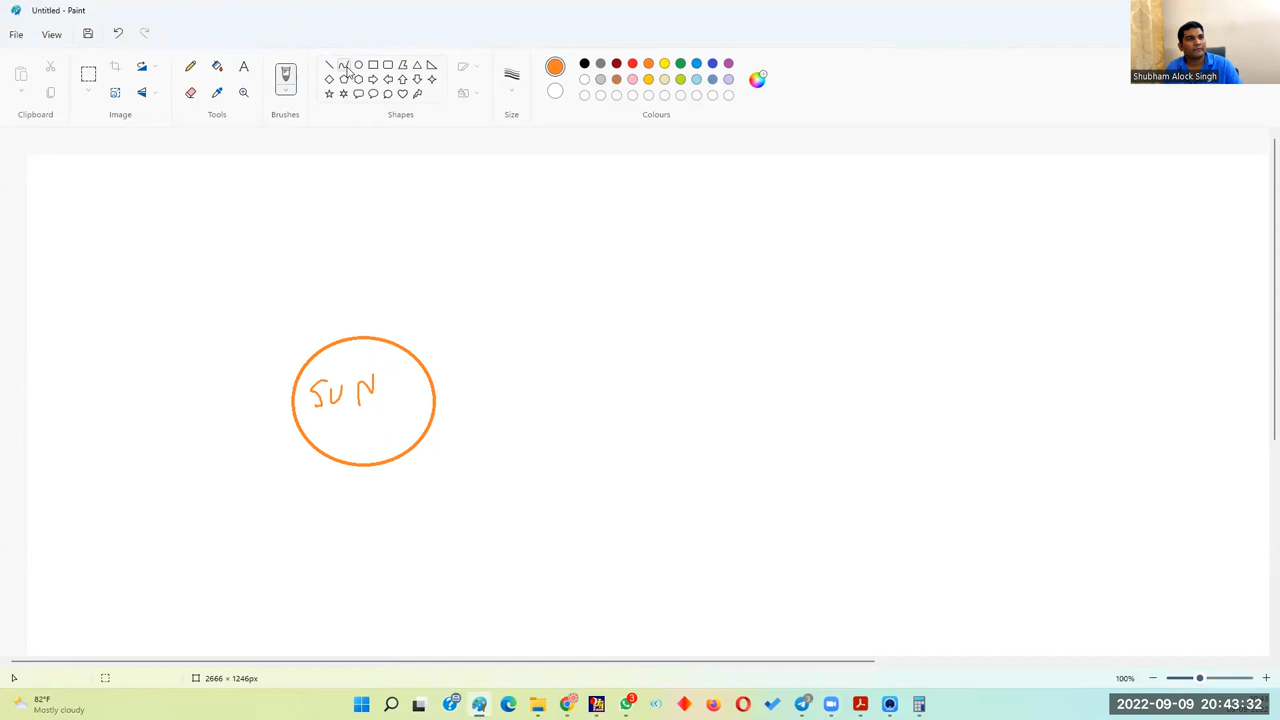 Untitled - Paint
File View
Clipboard Image Tools Brushes Shapes Size Colours
Shubham Alock Singh
SUN
2666 × 1246px
100%
82°F
Mostly cloudy
2022-09-09 20:43:32